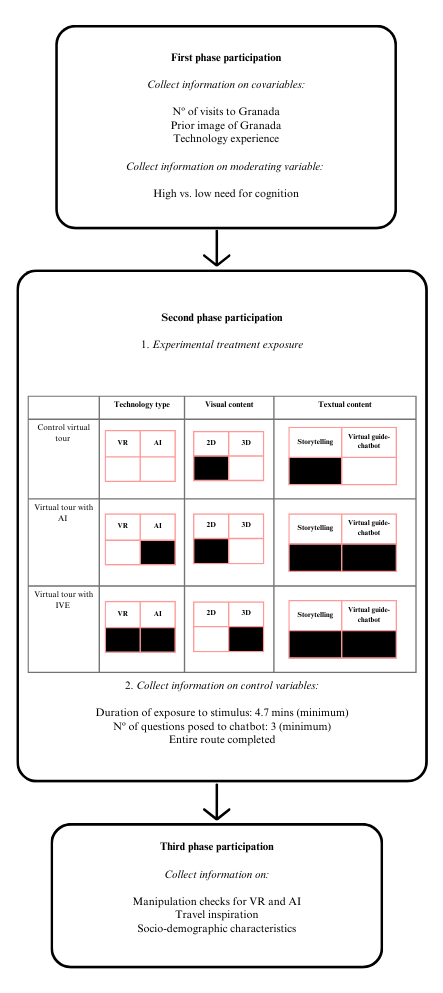 First phase participation
Collect information on covariables:
Nº of visits to Granada
Prior image of Granada
Technology experience
Collect information on moderating variable:
High vs. low need for cognition
Second phase participation
1. Experimental treatment exposure
Technology type
Visual content
Textual content
Control virtual
tour
VR
AI
2D
3D
Storytelling
Virtual guide-
chatbot
Virtual tour with
AI
VR
AI
2D
3D
Storytelling
Virtual guide-
chatbot
Virtual tour with
IVE
VR
AI
2D
3D
Storytelling
Virtual guide-
chatbot
2. Collect information on control variables:
Duration of exposure to stimulus: 4.7 mins (minimum)
Nº of questions posed to chatbot: 3 (minimum)
Entire route completed
Third phase participation
Collect information on:
Manipulation checks for VR and AI
Travel inspiration
Socio-demographic characteristics